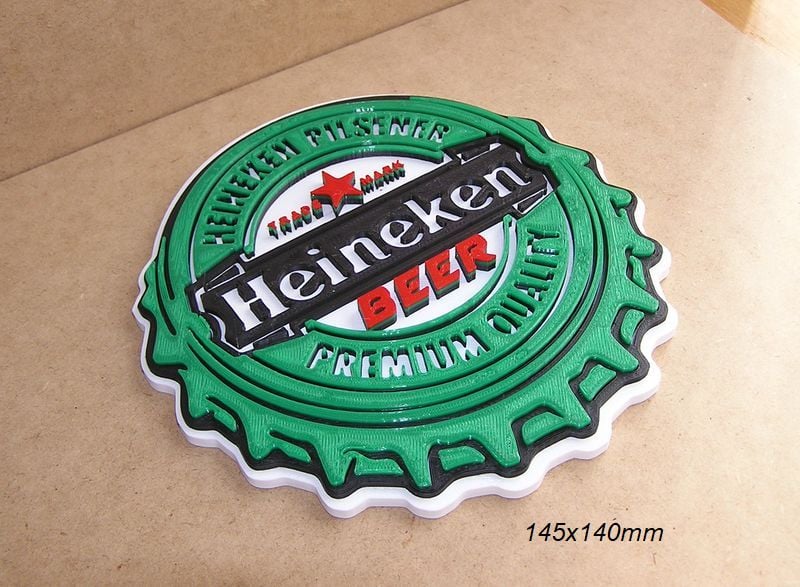 HEINEKEN PILSENER
TRADE MARK
Heineken
BEER
PREMIUM QUALITY
145x140mm